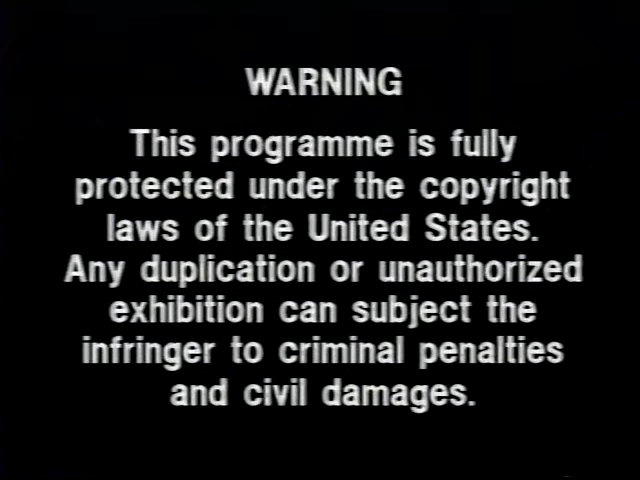 WARNING
This programme is fully
protected under the copyright
laws of the United States.
Any duplication or unauthorized
exhibition can subject the
infringer to criminal penalties
and civil damages.